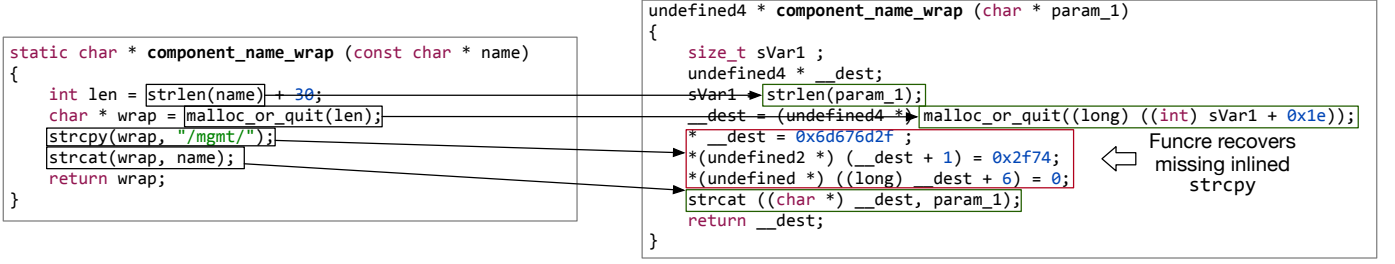 static char * component_name_wrap (const char * name)
{
int len = strlen(name) + 30;
char * wrap = malloc_or_quit(len);
strcpy(wrap, "/mgmt/");
strcat(wrap, name);
return wrap;
}
undefined4 * component_name_wrap (char * param_1)
{
size_t sVar1 ;
undefined4 * __dest;
sVar1 = strlen(param_1);
__dest = (undefined4 *) malloc_or_quit((long) ((int) sVar1 + 0x1e));
* __dest = 0x6d676d2f ;
*(undefined2 *) (__dest + 1) = 0x2f74;
*(undefined *) ((long) __dest + 6) = 0;
strcat ((char *) __dest, param_1);
return __dest;
}
Funcre recovers
missing inlined
strcpy